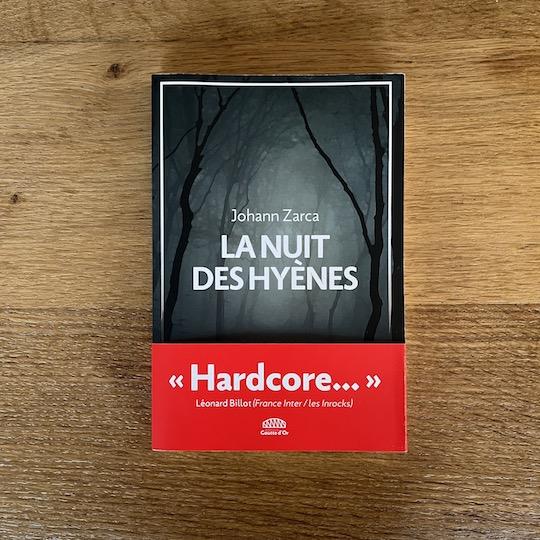 Johann Zarca
LA NUIT
DES HYÈNES
« Hardcore... »
Léonard Billot (France Inter / les Inrocks)
Goutte d'Or